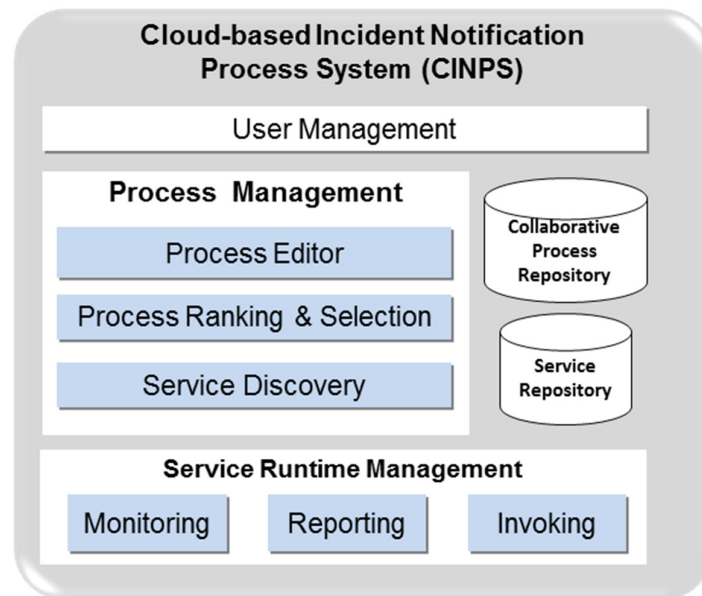 Cloud-based Incident Notification
Process System (CINPS)
User Management
Process Management
Process Editor
Process Ranking & Selection
Service Discovery
Collaborative
Process
Repository
Service
Repository
Service Runtime Management
Monitoring
Reporting
Invoking